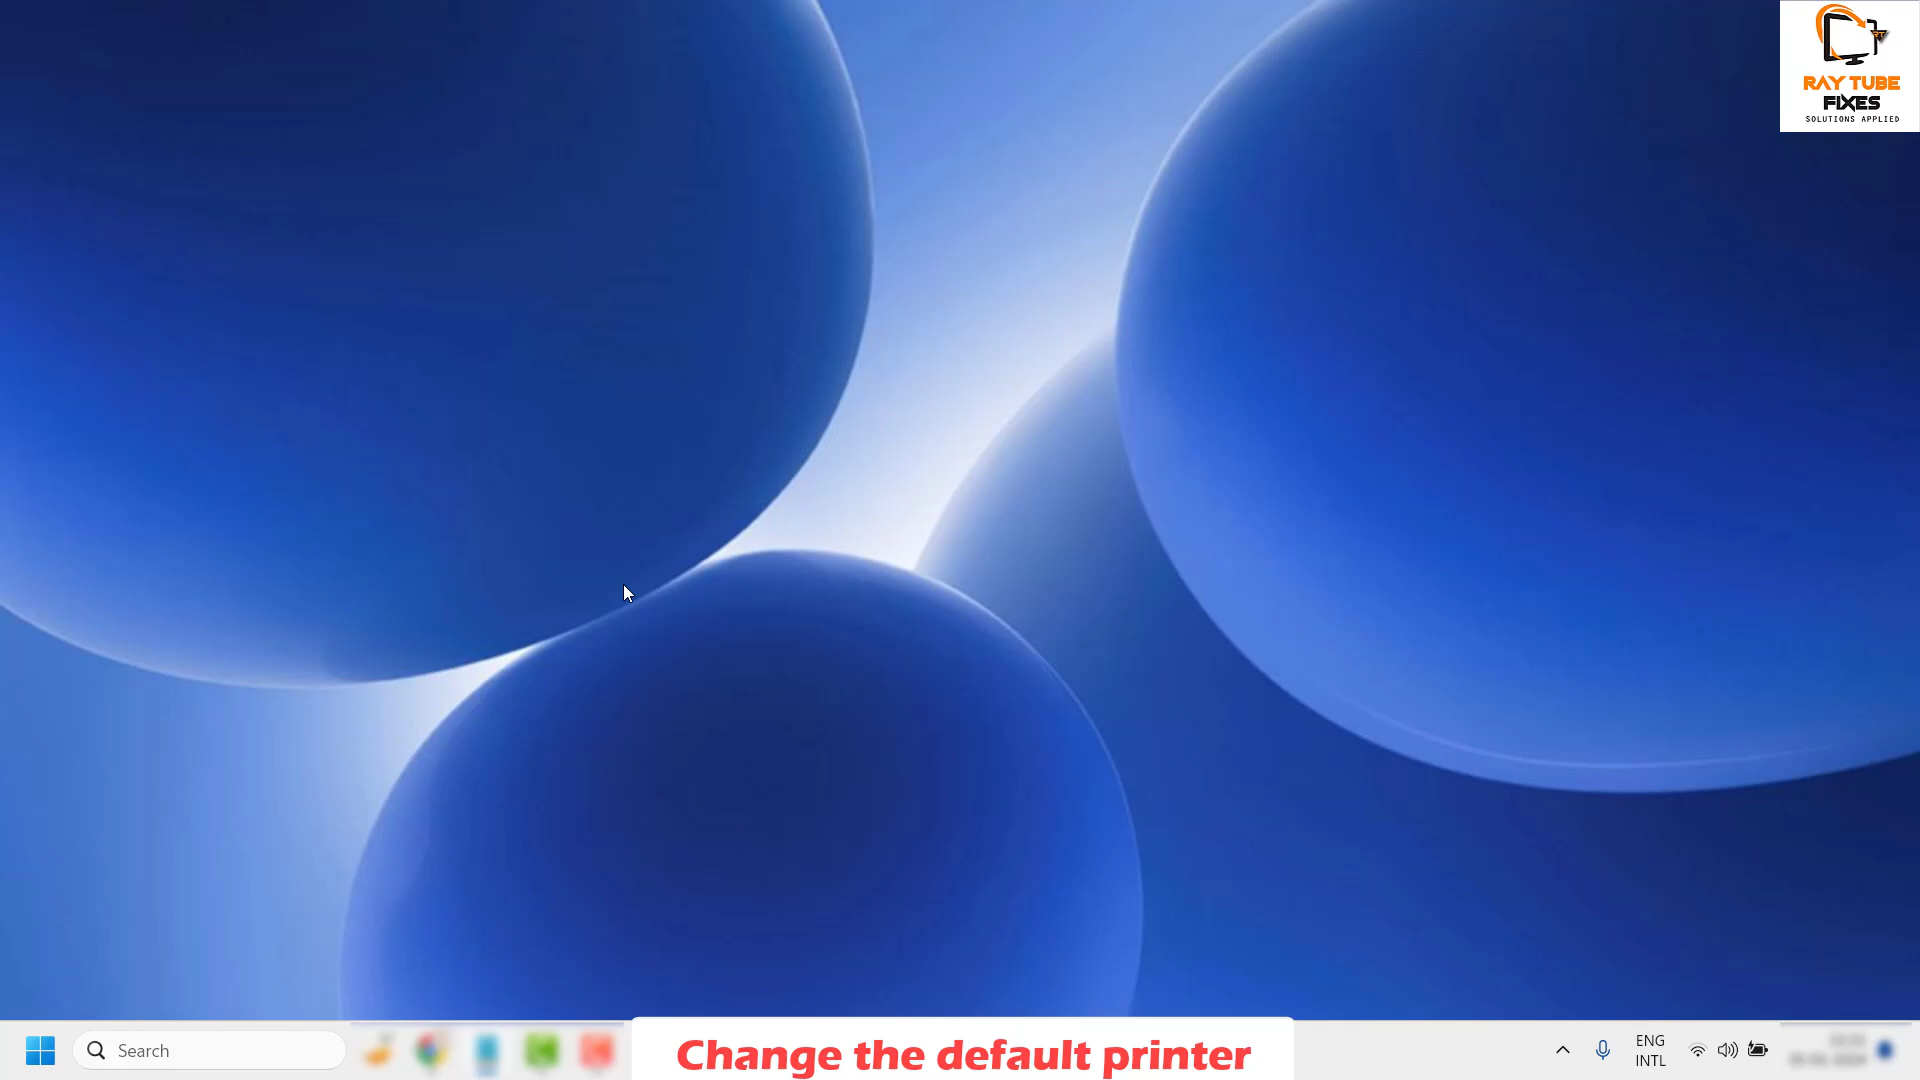 RAY TUBE
FIXES
SOLUTIONS APPLIED
Search
Change the default printer
ENG
INTL